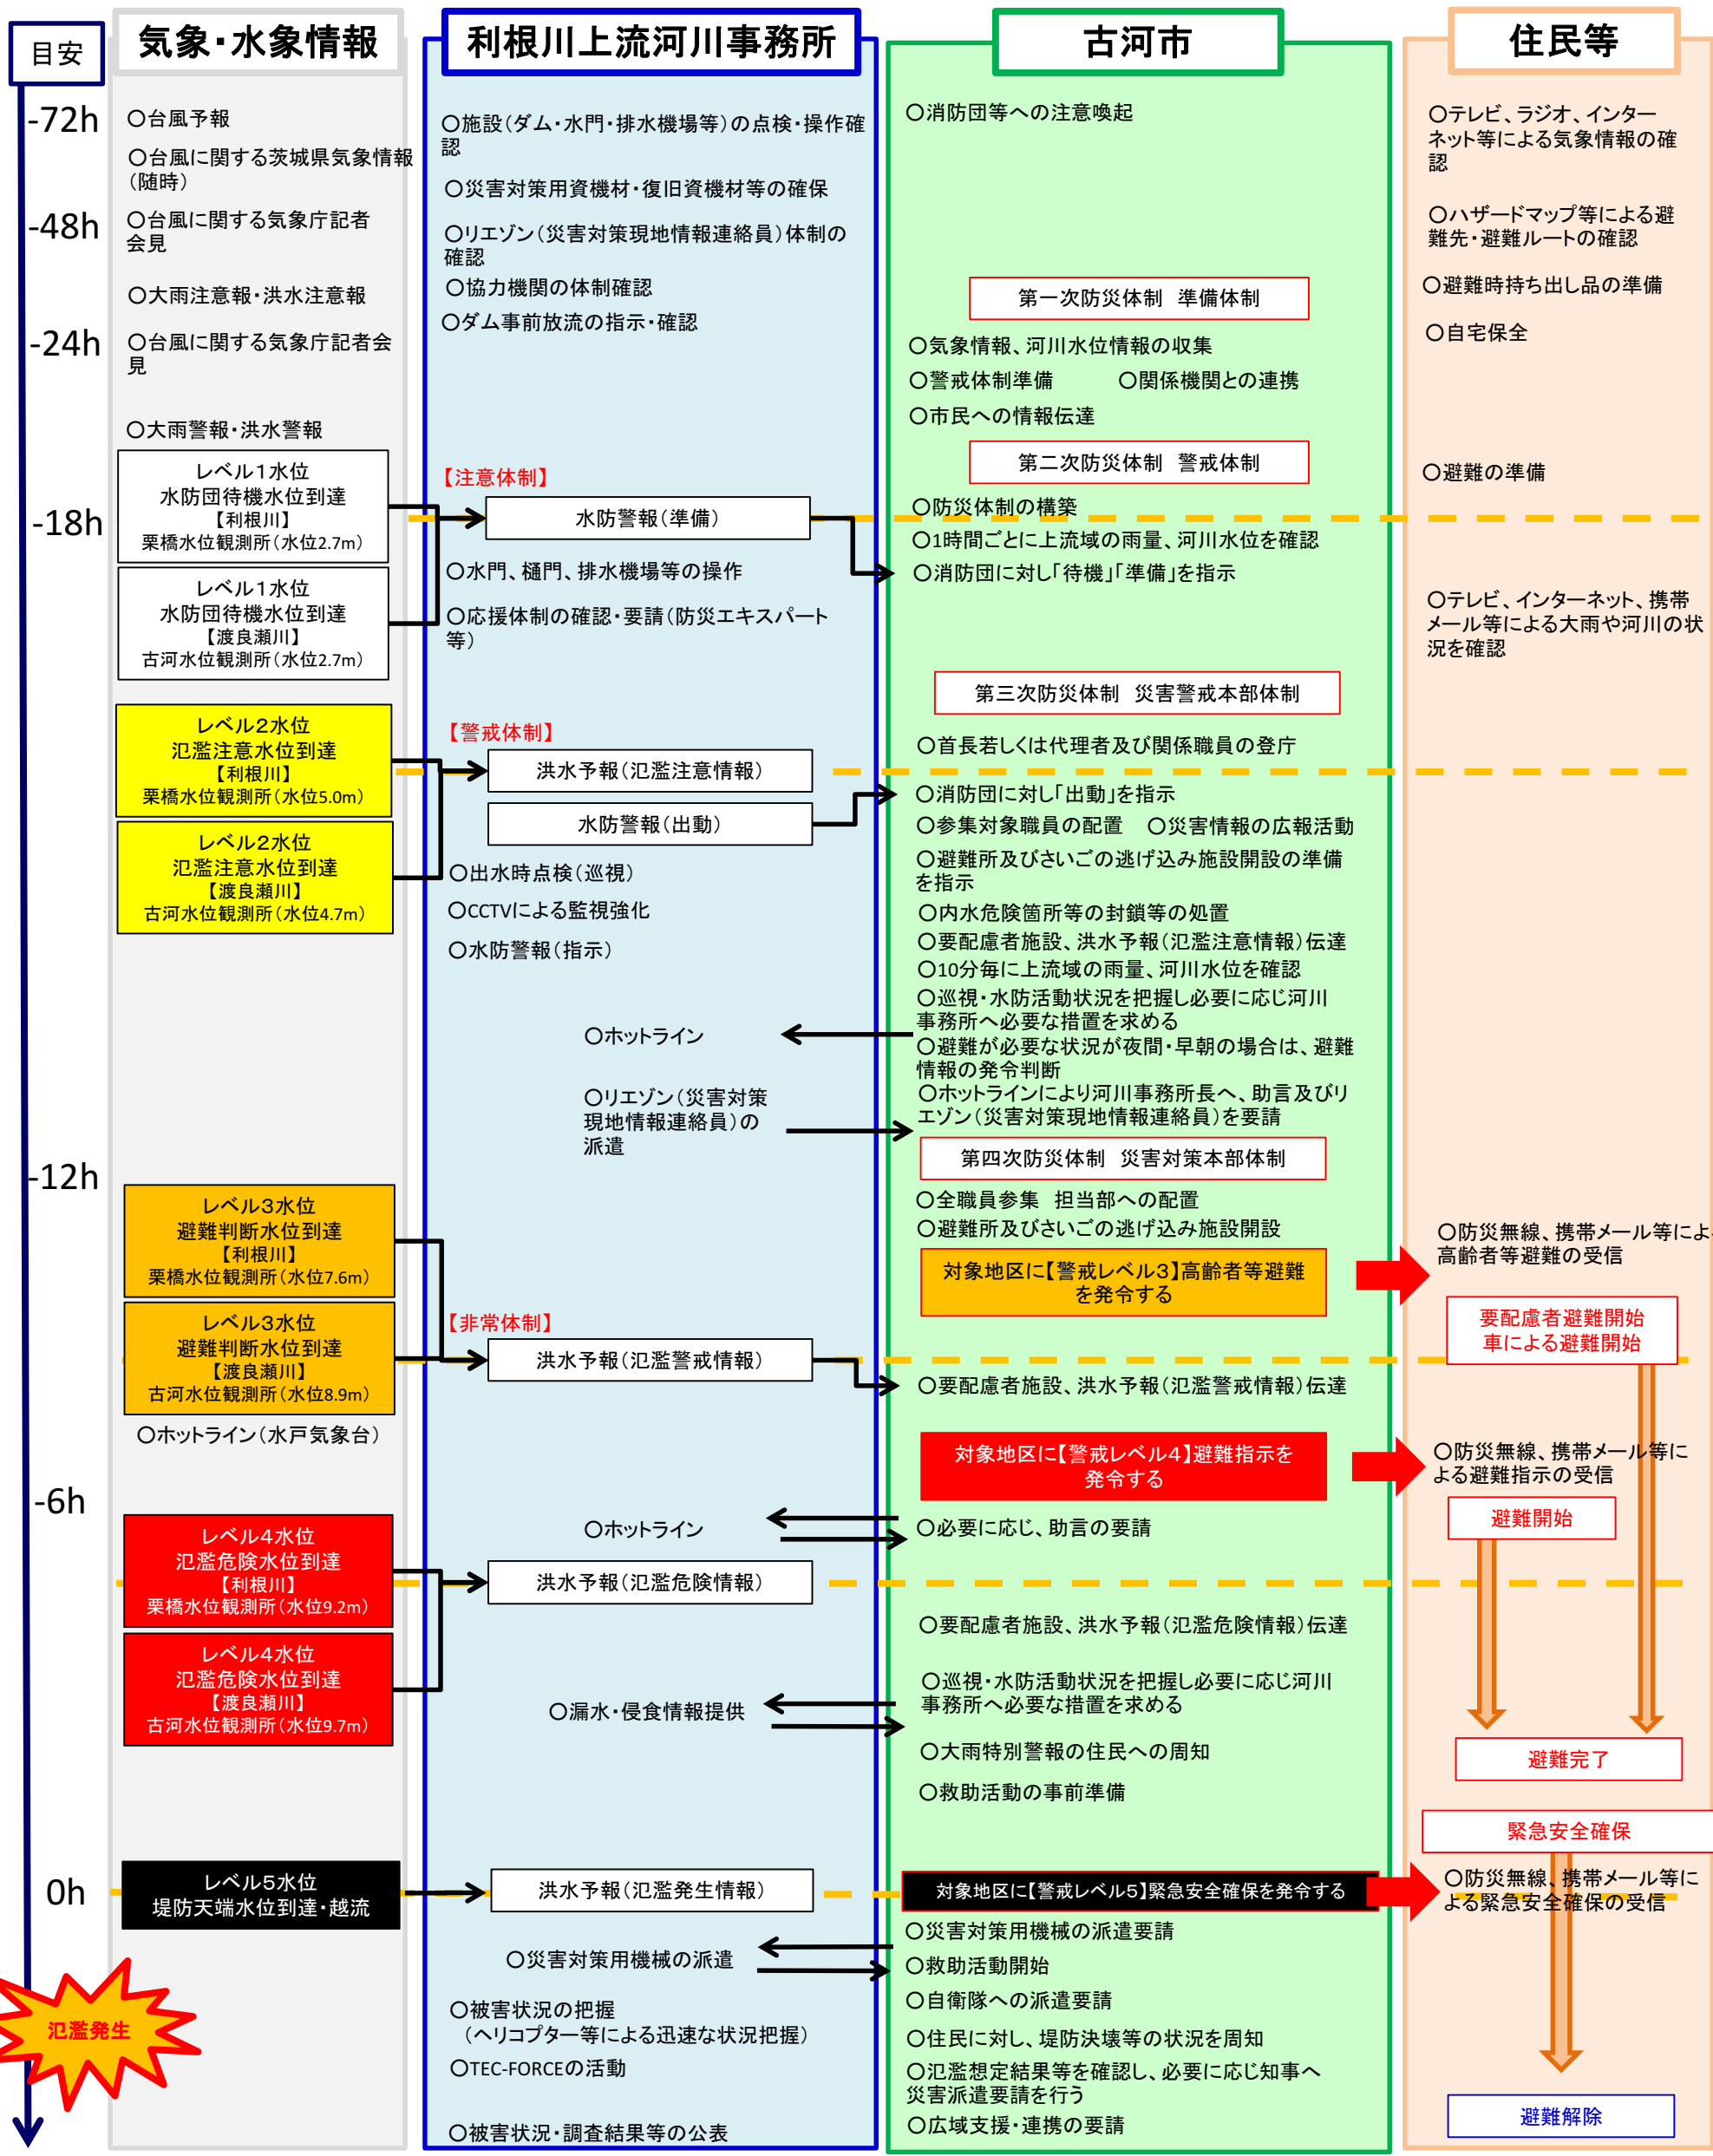 目安
-72h
-48h
-24h
-18h
-12h
-6h
0h
氾濫発生
気象・水象情報
○台風予報
○台風に関する茨城県気象情報
（随時）
○台風に関する気象庁記者
会見
○大雨注意報・洪水注意報
○台風に関する気象庁記者会
見
○大雨警報・洪水警報
レベル１水位
水防団待機水位到達
【利根川】
栗橋水位観測所（水位2.7m）
レベル１水位
水防団待機水位到達
【渡良瀬川】
古河水位観測所（水位2.7m）
レベル２水位
氾濫注意水位到達
【利根川】
栗橋水位観測所（水位5.0m）
レベル２水位
氾濫注意水位到達
【渡良瀬川】
古河水位観測所（水位4.7m）
レベル３水位
避難判断水位到達
【利根川】
栗橋水位観測所（水位7.6m）
レベル３水位
避難判断水位到達
【渡良瀬川】
古河水位観測所（水位8.9m）
○ホットライン（水戸気象台）
レベル４水位
氾濫危険水位到達
【利根川】
栗橋水位観測所（水位9.2m）
レベル４水位
氾濫危険水位到達
【渡良瀬川】
古河水位観測所（水位9.7m）
レベル５水位
堤防天端水位到達・越流
利根川上流河川事務所
○施設（ダム・水門・排水機場等）の点検・操作確
認
○災害対策用資機材・復旧資機材等の確保
○リエゾン（災害対策現地情報連絡員）体制の
確認
○協力機関の体制確認
○ダム事前放流の指示・確認
【注意体制】
水防警報（準備）
○水門、樋門、排水機場等の操作
○応援体制の確認・要請（防災エキスパート
等）
【警戒体制】
洪水予報（氾濫注意情報）
水防警報（出動）
○出水時点検（巡視）
○CCTVによる監視強化
○水防警報（指示）
○ホットライン
○リエゾン（災害対策
現地情報連絡員）の
派遣
【非常体制】
洪水予報（氾濫警戒情報）
○ホットライン
洪水予報（氾濫危険情報）
○漏水・侵食情報提供
洪水予報（氾濫発生情報）
○災害対策用機械の派遣
○被害状況の把握
（ヘリコプター等による迅速な状況把握）
○TEC-FORCEの活動
○被害状況・調査結果等の公表
古河市
○消防団等への注意喚起
第一次防災体制　準備体制
○気象情報、河川水位情報の収集
○警戒体制準備　○関係機関との連携
○市民への情報伝達
第二次防災体制　警戒体制
○防災体制の構築
○1時間ごとに上流域の雨量、河川水位を確認
○消防団に対し「待機」「準備」を指示
第三次防災体制　災害警戒本部体制
○首長若しくは代理者及び関係職員の登庁
○消防団に対し「出動」を指示
○参集対象職員の配置　○災害情報の広報活動
○避難所及びさいごの逃げ込み施設開設の準備
を指示
○内水危険箇所等の封鎖等の処置
○要配慮者施設、洪水予報（氾濫注意情報）伝達
○10分毎に上流域の雨量、河川水位を確認
○巡視・水防活動状況を把握し必要に応じ河川
事務所へ必要な措置を求める
○避難が必要な状況が夜間・早朝の場合は、避難
情報の発令判断
○ホットラインにより河川事務所長へ、助言及びリ
エゾン（災害対策現地情報連絡員）を要請
第四次防災体制　災害対策本部体制
○全職員参集　担当部への配置
○避難所及びさいごの逃げ込み施設開設
対象地区に【警戒レベル３】高齢者等避難
を発令する
○要配慮者施設、洪水予報（氾濫警戒情報）伝達
対象地区に【警戒レベル４】避難指示を
発令する
○必要に応じ、助言の要請
○要配慮者施設、洪水予報（氾濫危険情報）伝達
○巡視・水防活動状況を把握し必要に応じ河川
事務所へ必要な措置を求める
○大雨特別警報の住民への周知
○救助活動の事前準備
対象地区に【警戒レベル５】緊急安全確保を発令する
○災害対策用機械の派遣要請
○救助活動開始
○自衛隊への派遣要請
○住民に対し、堤防決壊等の状況を周知
○氾濫想定結果等を確認し、必要に応じ知事へ
災害派遣要請を行う
○広域支援・連携の要請
住民等
○テレビ、ラジオ、インター
ネット等による気象情報の確
認
○ハザードマップ等による避
難先・避難ルートの確認
○避難時持ち出し品の準備
○自宅保全
○避難の準備
○テレビ、インターネット、携帯
メール等による大雨や河川の状
況を確認
○防災無線、携帯メール等によ
高齢者等避難の受信
要配慮者避難開始
車による避難開始
○防災無線、携帯メール等に
よる避難指示の受信
避難開始
避難完了
緊急安全確保
○防災無線、携帯メール等に
よる緊急安全確保の受信
避難解除